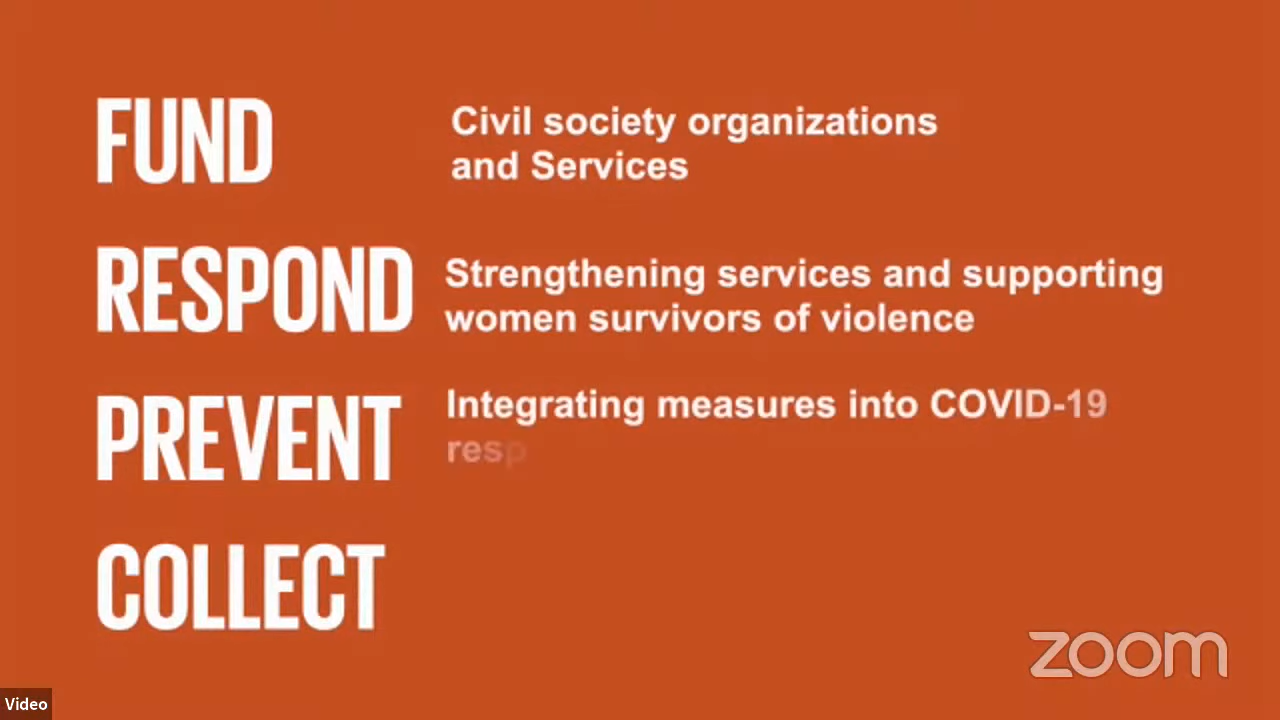 FUND
Civil society organizations
and Services
RESPOND
Strengthening services and supporting
women survivors of violence
PREVENT
Integrating measures into COVID-19
resp
COLLECT
zoom
Video